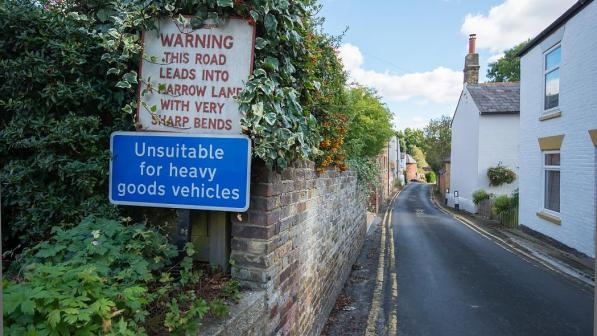 WARNING
THIS ROAD
LEADS INTO
NARROW LANE
WITH VERY
SHARP BENDS
Unsuitable
for heavy
goods vehicles